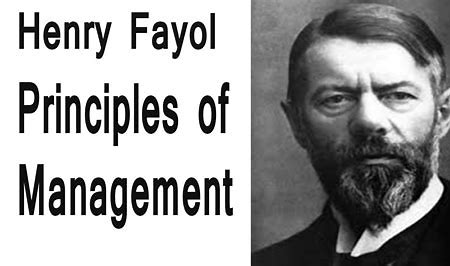 Henry Fayol
Principles of
Management